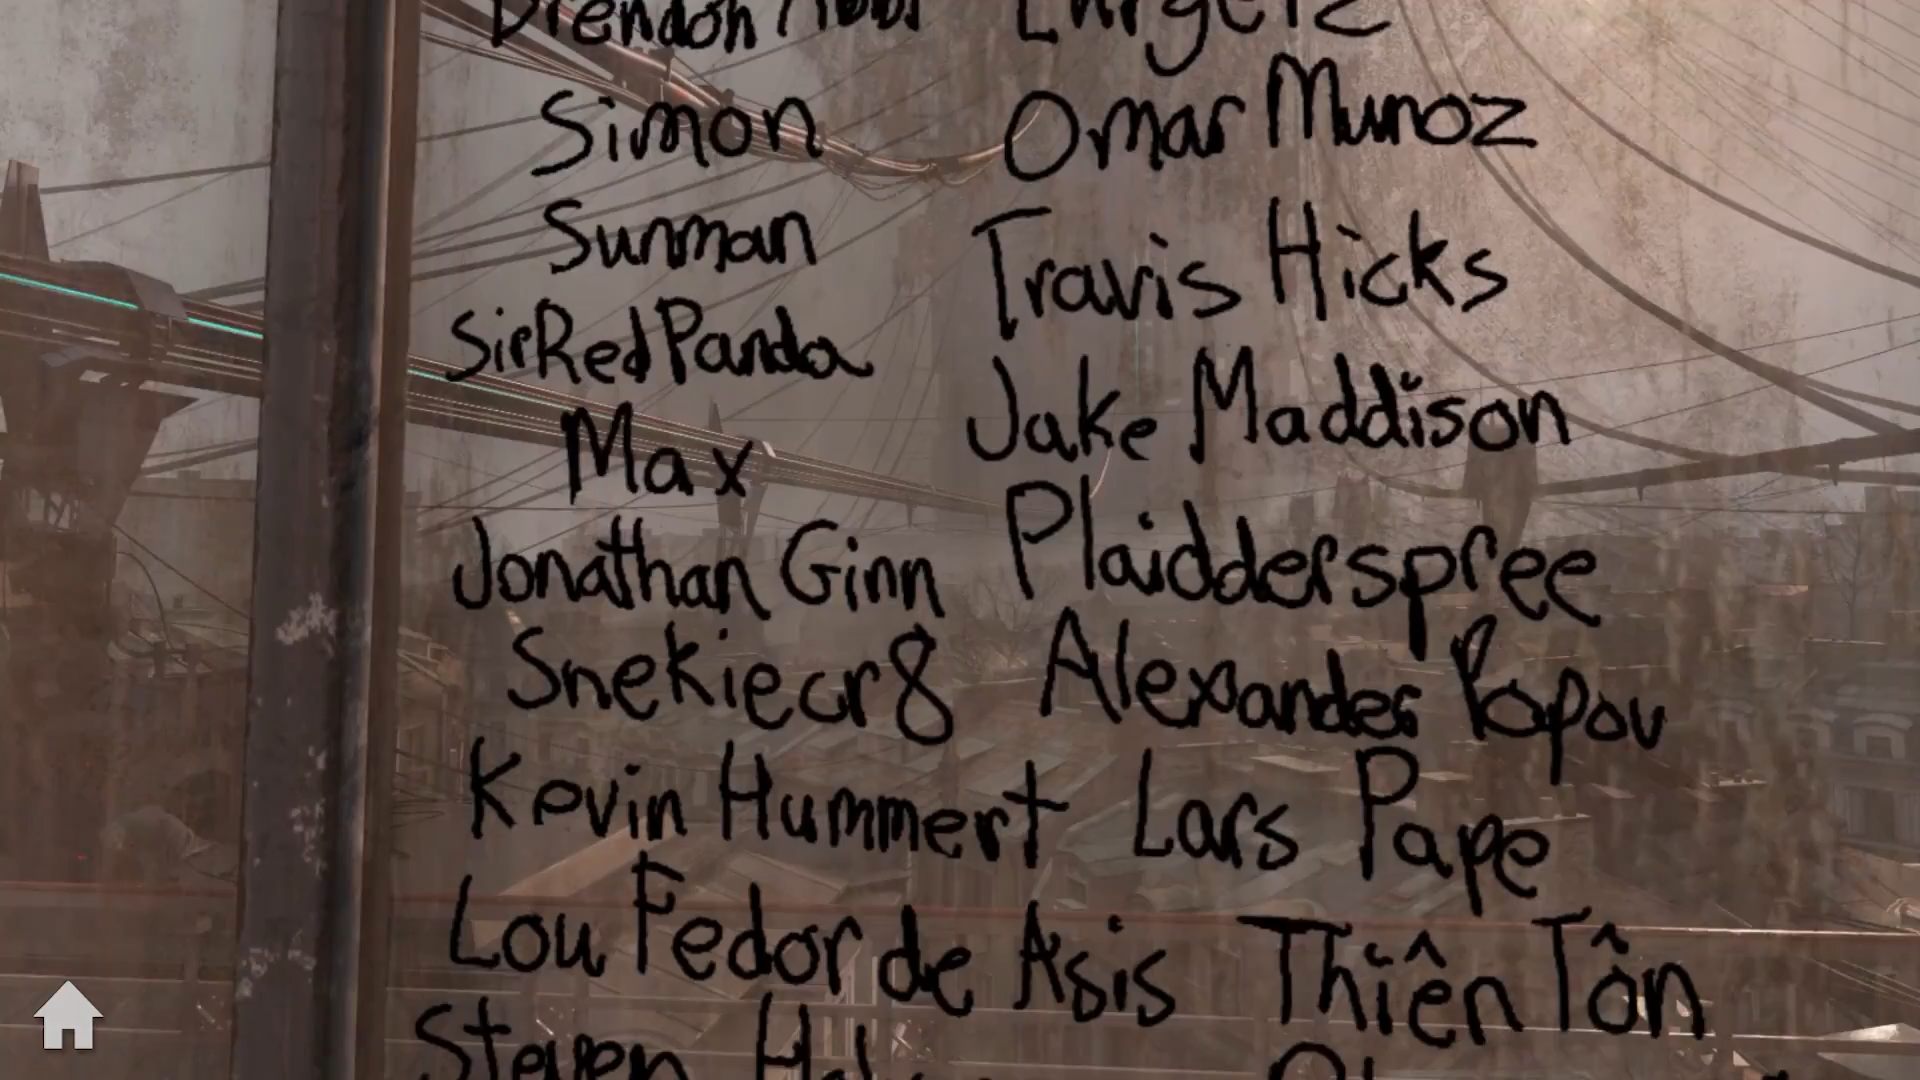 Simon
Omar Munoz
Sunman
Travis Hicks
SirRedPanda
Jake Maddison
Max
Plaidderspree
Jonathan Ginn
Snekiecr8
Alexander Popov
Kevin Hummert
Lars Pape
Lou Fedor de Asis
Thiên Tôn
Steven